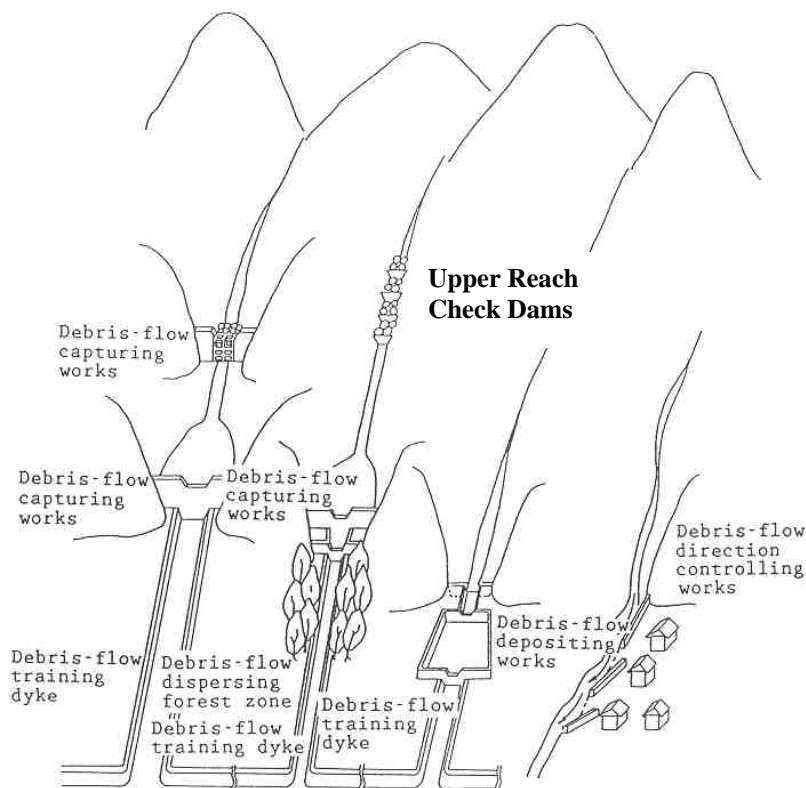 Upper Reach
Check Dams
Debris-flow
capturing
works
Debris-flow
capturing
works
Debris-flow
capturing
works
Debris-flow
direction
controlling
works
Debris-flow
depositing
works
Debris-flow
training
dyke
Debris-flow
dispersing
forest zone
Debris-flow
training dyke
Debris-flow
training
dyke